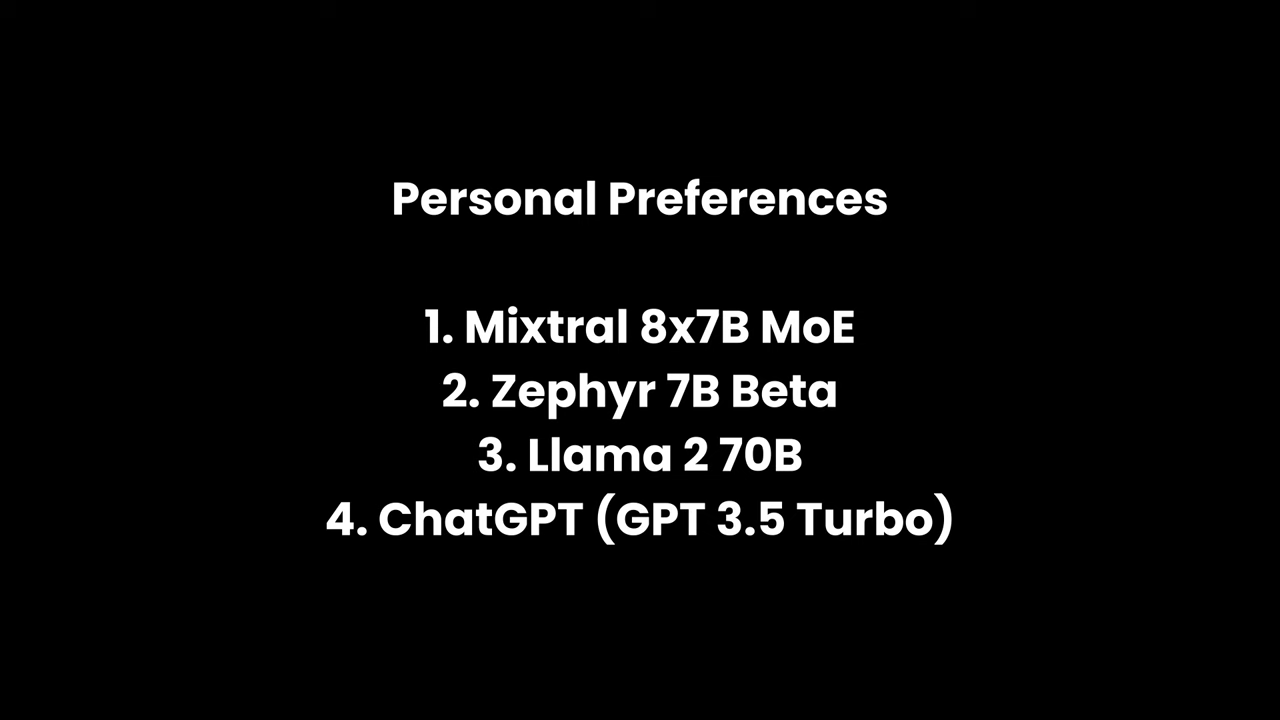 Personal Preferences
1. Mixtral 8x7B MoE
2. Zephyr 7B Beta
3. Llama 2 70B
4. ChatGPT (GPT 3.5 Turbo)